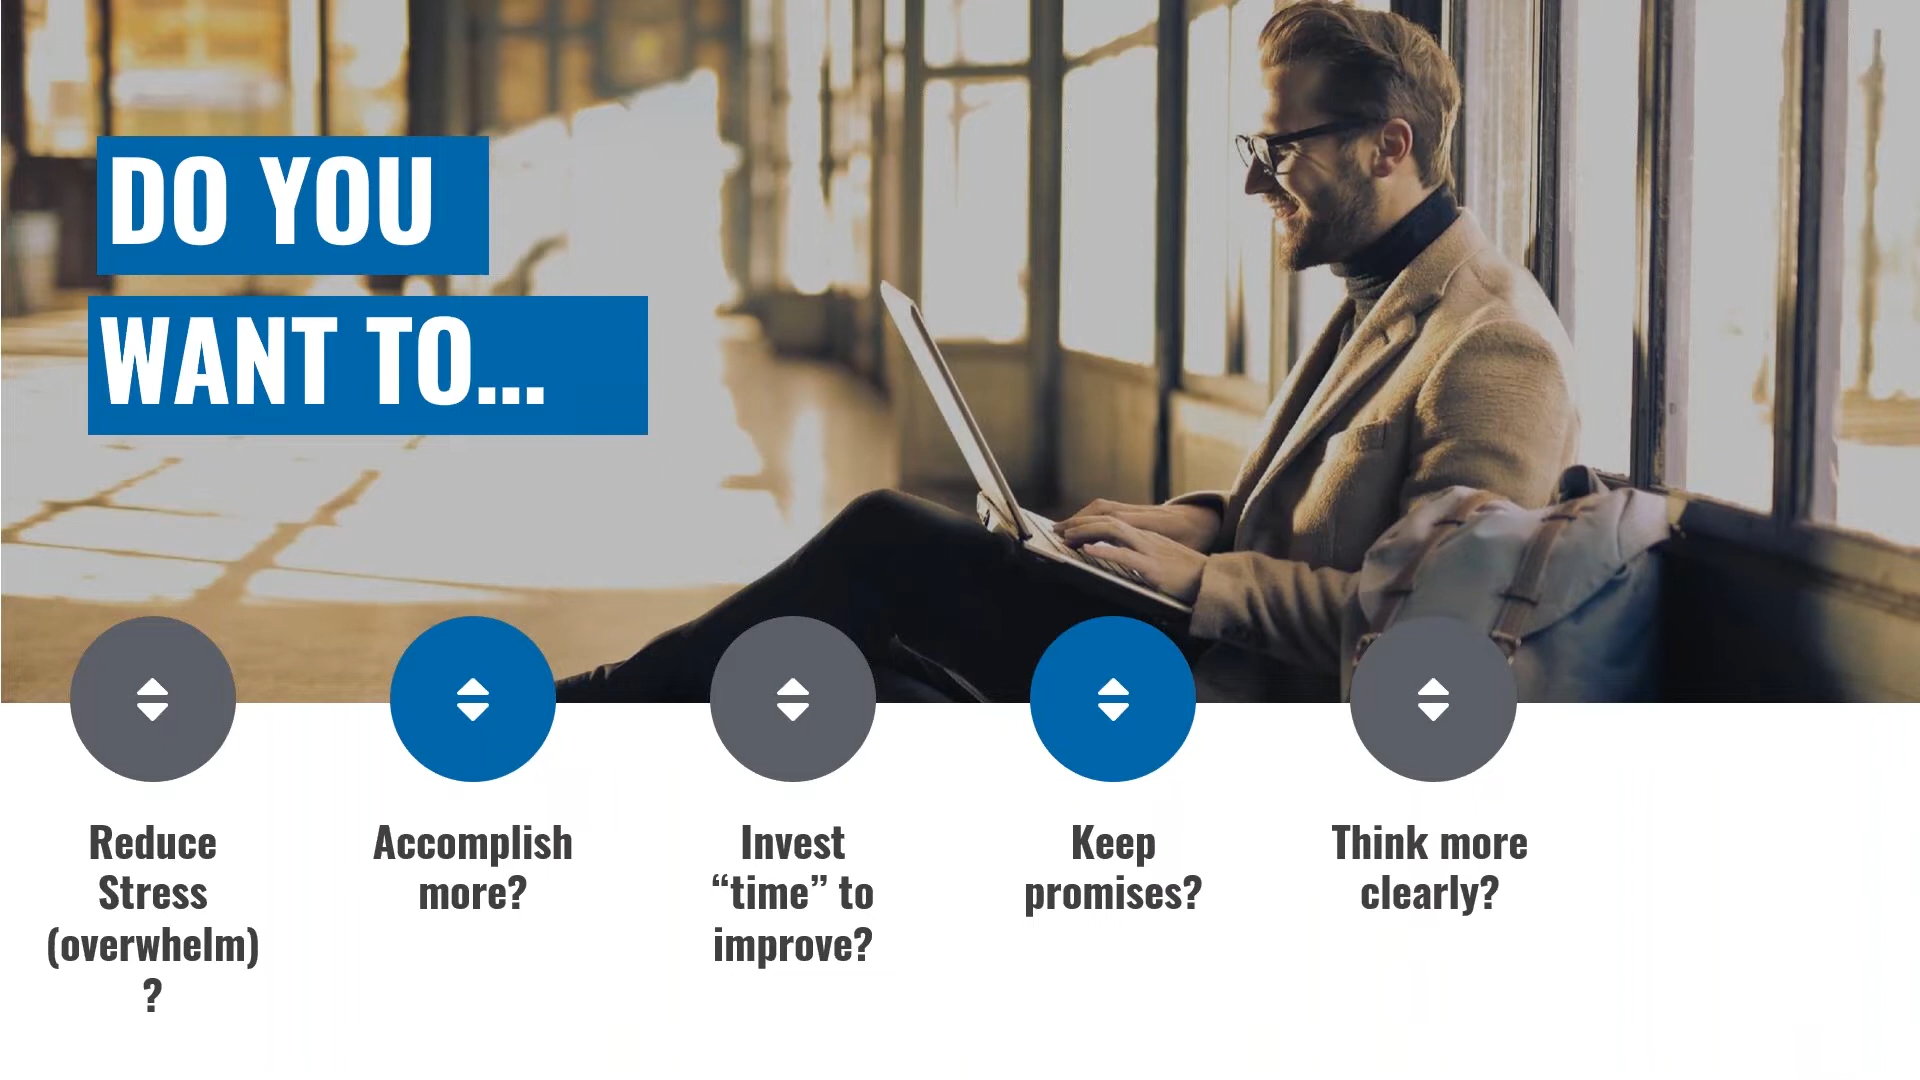 DO YOU
WANT TO...
Reduce
Stress
(overwhelm)
?
Accomplish
more?
Invest
“time” to
improve?
Keep
promises?
Think more
clearly?